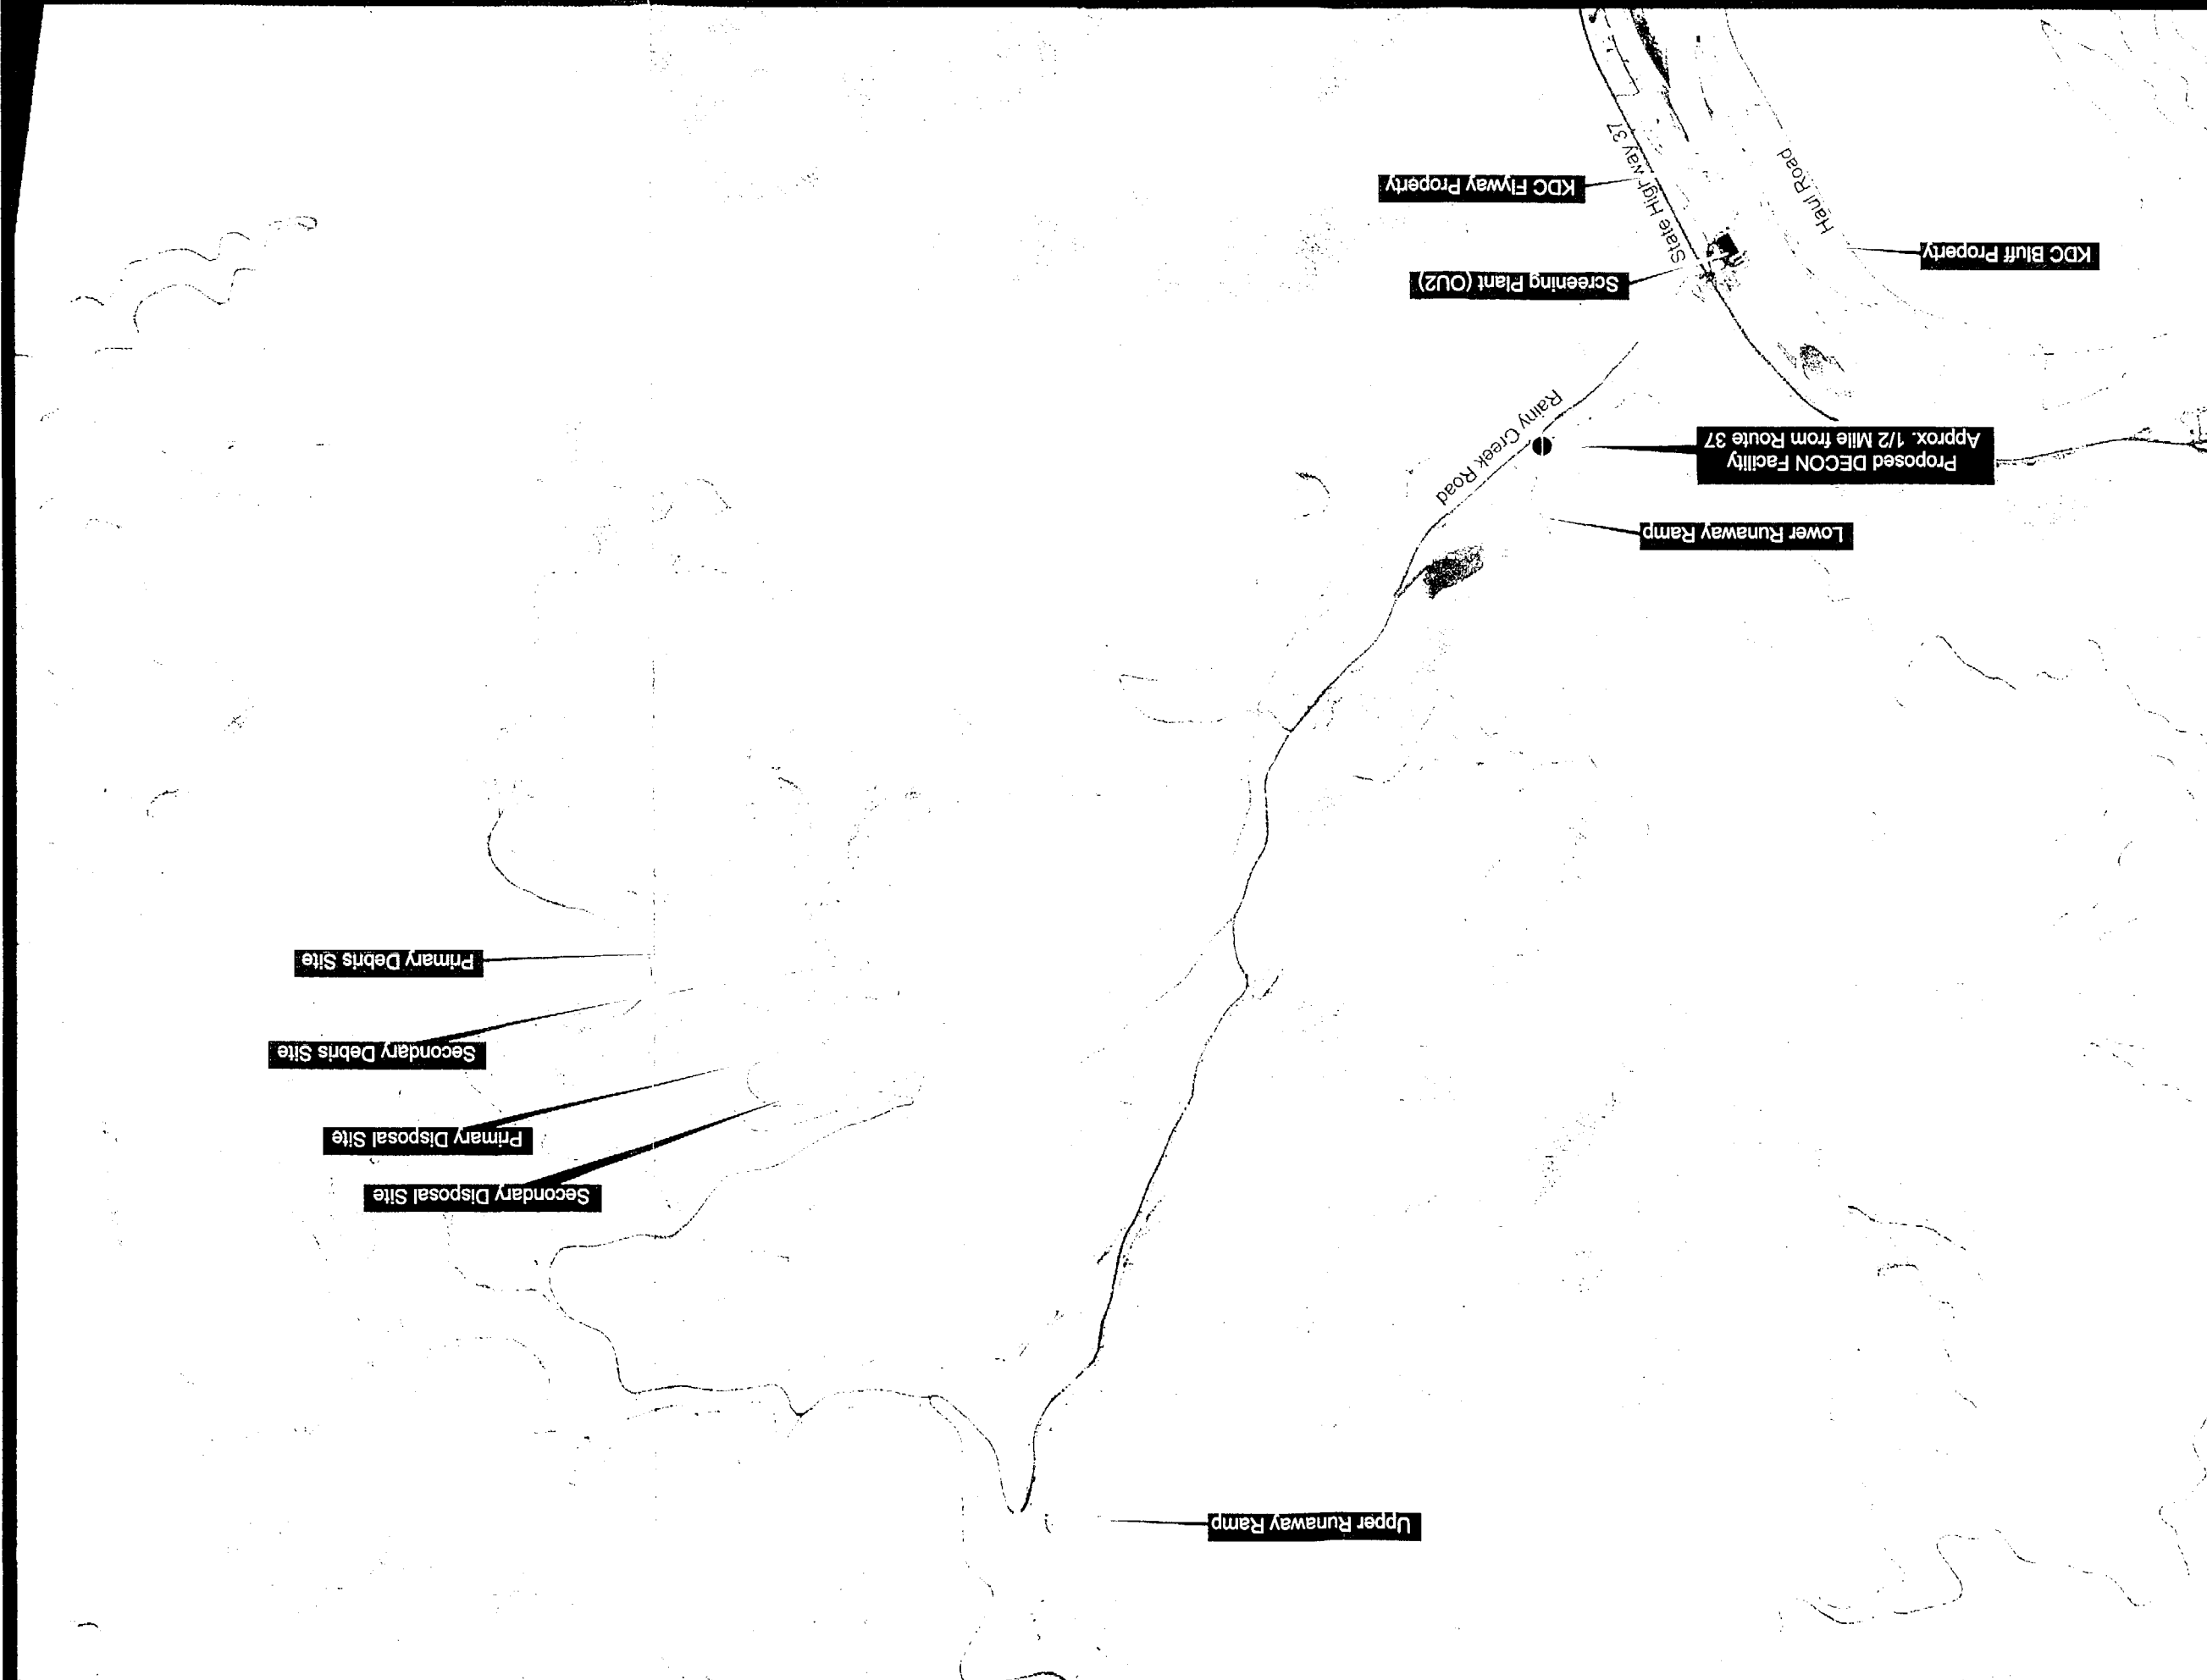 Upper Runaway Ramp
Secondary Disposal Site
Primary Disposal Site
Secondary Debris Site
Primary Debris Site
Lower Runaway Ramp
Proposed DECON Facility
Approx. 1/2 Mile from Route 37
Rainy Creek Road
Screening Plant (OU2)
KDC Bluff Property
State Highway 37
Haul Road
KDC Flyway Property